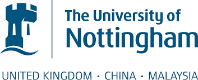 The University of
Nottingham
UNITED KINGDOM · CHINA · MALAYSIA